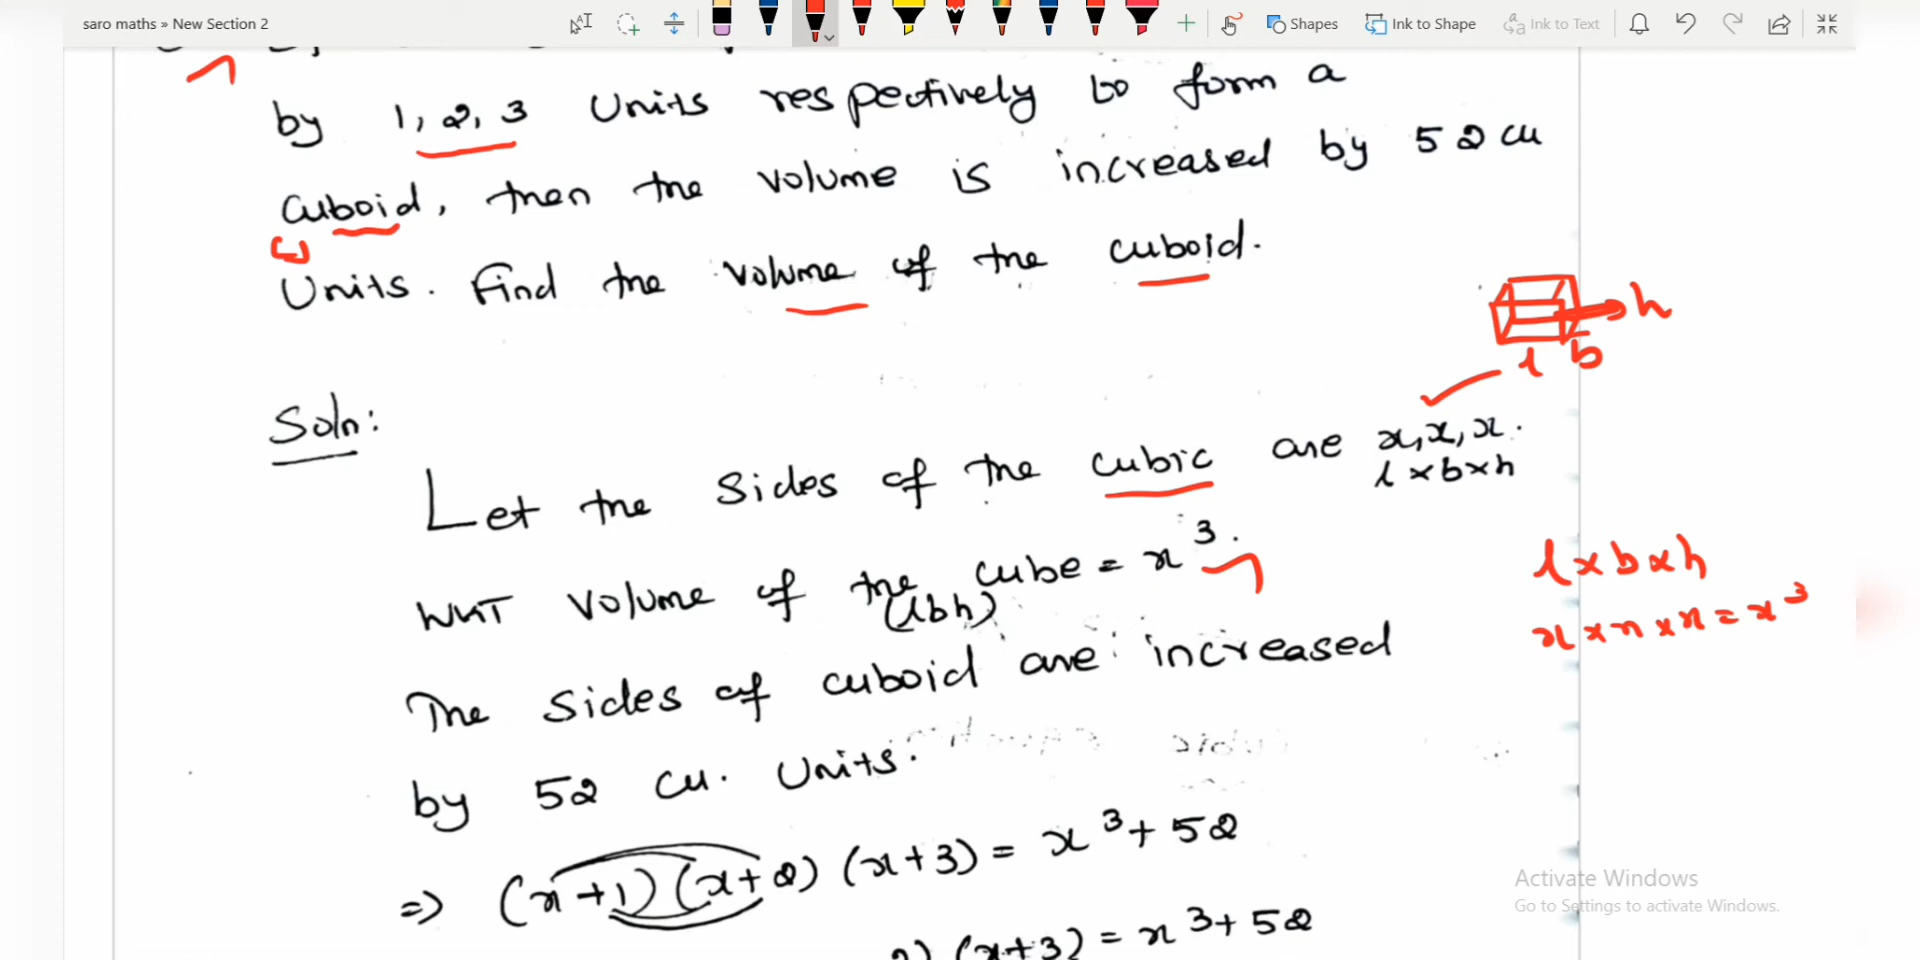 saro maths » New Section 2
Shapes
Ink to Shape
Ink to Text
by 1, 2, 3 Units respectively to form a
Cuboid, then the volume is increased by 52 cu
Units. Find the volume of the cuboid.
h
l b
Soln:
Let the sides of the cubic are x, x, x.
l × b × h
WKT Volume of the cube = x³.
(lbh)
l × b × h
x × x × x = x³
The sides of cuboid are increased
by 52 cu. Units.
⇒ (x+1) (x+2) (x+3) = x³ + 52
2) (x+3) = x³ + 52
Activate Windows
Go to Settings to activate Windows.